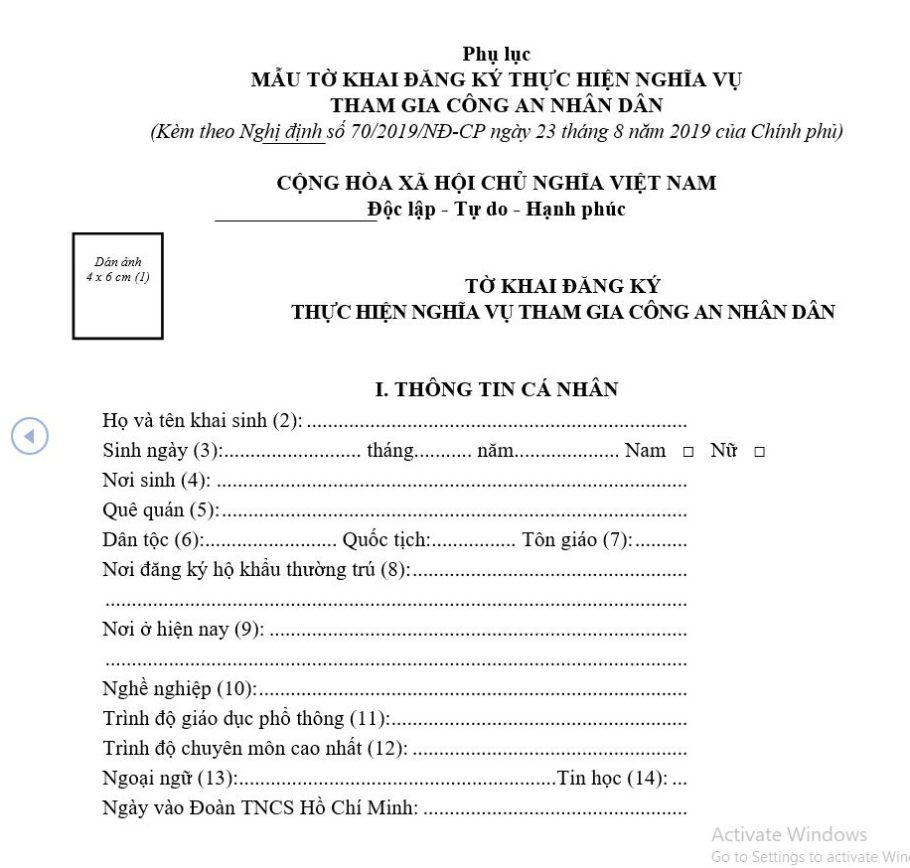 Phụ lục
MẪU TỜ KHAI ĐĂNG KÝ THỰC HIỆN NGHĨA VỤ
THAM GIA CÔNG AN NHÂN DÂN
(Kèm theo Nghị định số 70/2019/NĐ-CP ngày 23 tháng 8 năm 2019 của Chính phủ)
CỘNG HÒA XÃ HỘI CHỦ NGHĨA VIỆT NAM
Độc lập - Tự do - Hạnh phúc
Dán ảnh
4 x 6 cm (1)
TỜ KHAI ĐĂNG KÝ
THỰC HIỆN NGHĨA VỤ THAM GIA CÔNG AN NHÂN DÂN
I. THÔNG TIN CÁ NHÂN
Họ và tên khai sinh (2): ........................................................................
Sinh ngày (3):.......................... tháng........... năm.................... Nam □ Nữ □
Nơi sinh (4): .........................................................................................
Quê quán (5):........................................................................................
Dân tộc (6):......................... Quốc tịch:................ Tôn giáo (7):..........
Nơi đăng ký hộ khẩu thường trú (8):....................................................
..............................................................................................................
Nơi ở hiện nay (9): ...............................................................................
..............................................................................................................
Nghề nghiệp (10):.................................................................................
Trình độ giáo dục phổ thông (11):........................................................
Trình độ chuyên môn cao nhất (12): ....................................................
Ngoại ngữ (13):............................................................Tin học (14): ...
Ngày vào Đoàn TNCS Hồ Chí Minh: ..................................................
Activate Windows
Go to Settings to activate Win